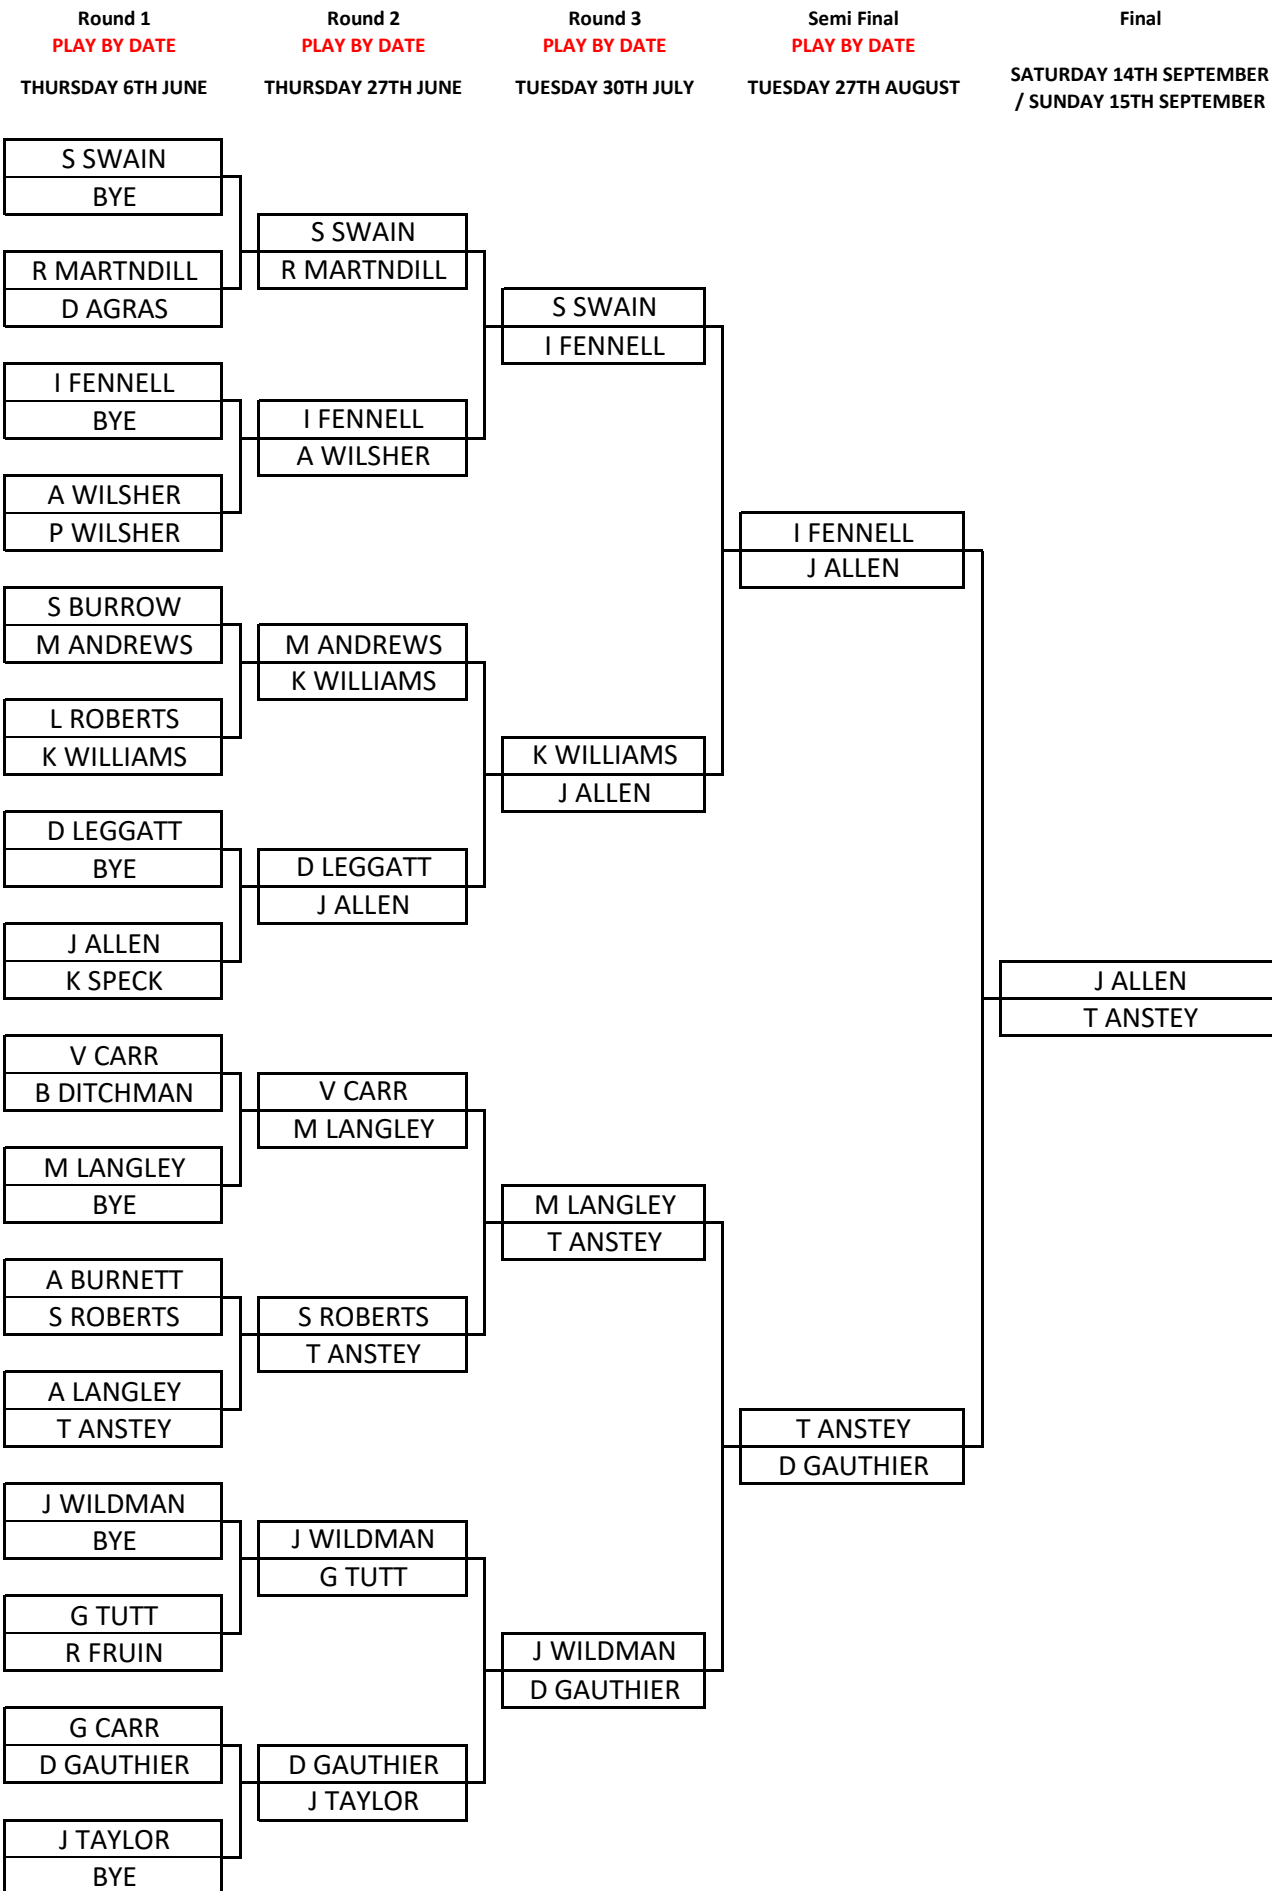 Round 1
PLAY BY DATE
THURSDAY 6TH JUNE
Round 2
PLAY BY DATE
THURSDAY 27TH JUNE
Round 3
PLAY BY DATE
TUESDAY 30TH JULY
Semi Final
PLAY BY DATE
TUESDAY 27TH AUGUST
Final
SATURDAY 14TH SEPTEMBER
/ SUNDAY 15TH SEPTEMBER
S SWAIN
BYE
R MARTNDILL
D AGRAS
I FENNELL
BYE
A WILSHER
P WILSHER
S BURROW
M ANDREWS
L ROBERTS
K WILLIAMS
D LEGGATT
BYE
J ALLEN
K SPECK
V CARR
B DITCHMAN
M LANGLEY
BYE
A BURNETT
S ROBERTS
A LANGLEY
T ANSTEY
J WILDMAN
BYE
G TUTT
R FRUIN
G CARR
D GAUTHIER
J TAYLOR
BYE
S SWAIN
R MARTNDILL
I FENNELL
A WILSHER
M ANDREWS
K WILLIAMS
D LEGGATT
J ALLEN
V CARR
M LANGLEY
S ROBERTS
T ANSTEY
J WILDMAN
G TUTT
D GAUTHIER
J TAYLOR
S SWAIN
I FENNELL
K WILLIAMS
J ALLEN
M LANGLEY
T ANSTEY
J WILDMAN
D GAUTHIER
I FENNELL
J ALLEN
T ANSTEY
D GAUTHIER
J ALLEN
T ANSTEY